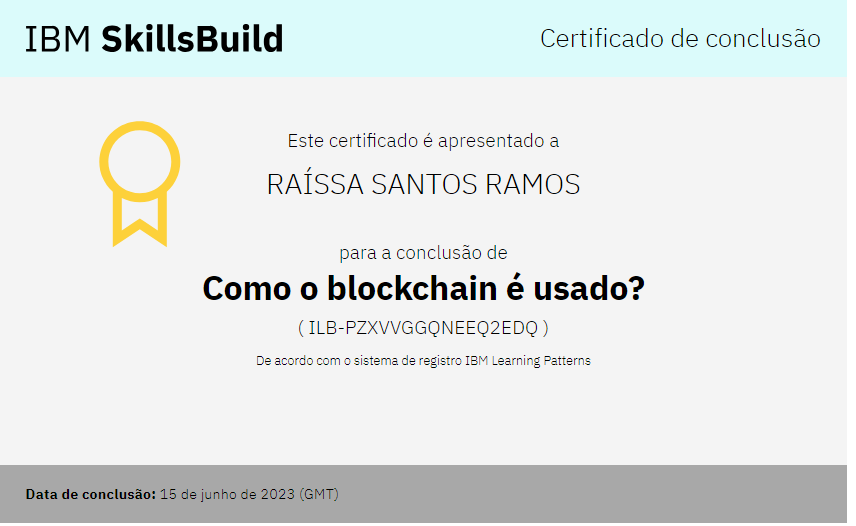 IBM SkillsBuild
Certificado de conclusão
Este certificado é apresentado a
RAÍSSA SANTOS RAMOS
para a conclusão de
Como o blockchain é usado?
( ILB-PZXVVGGQNEEQ2EDQ )
De acordo com o sistema de registro IBM Learning Patterns
Data de conclusão: 15 de junho de 2023 (GMT)